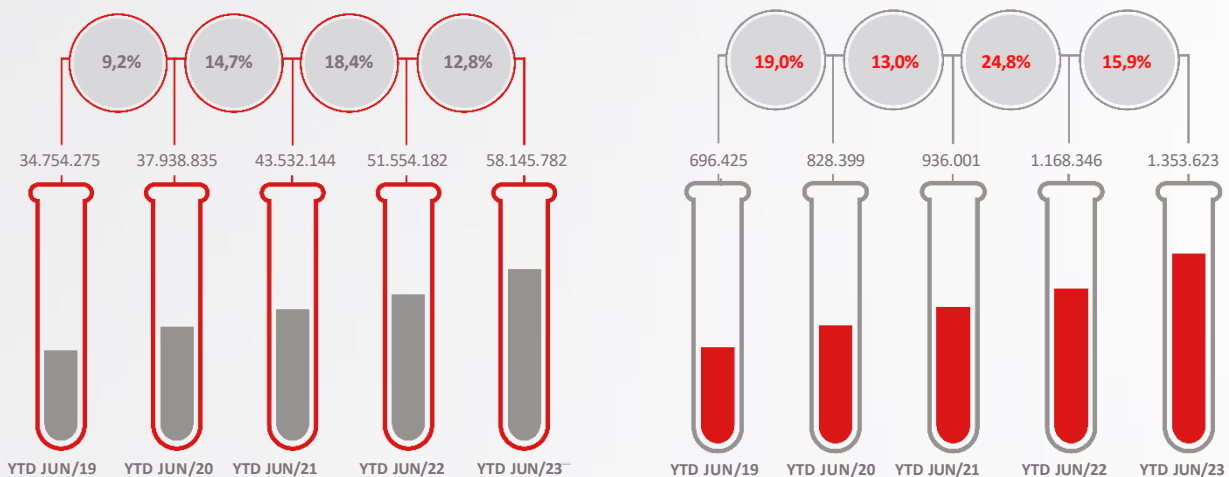 9,2% 14,7% 18,4% 12,8%
34.754.275 37.938.835 43.532.144 51.554.182 58.145.782
YTD JUN/19 YTD JUN/20 YTD JUN/21 YTD JUN/22 YTD JUN/23
19,0% 13,0% 24,8% 15,9%
696.425 828.399 936.001 1.168.346 1.353.623
YTD JUN/19 YTD JUN/20 YTD JUN/21 YTD JUN/22 YTD JUN/23